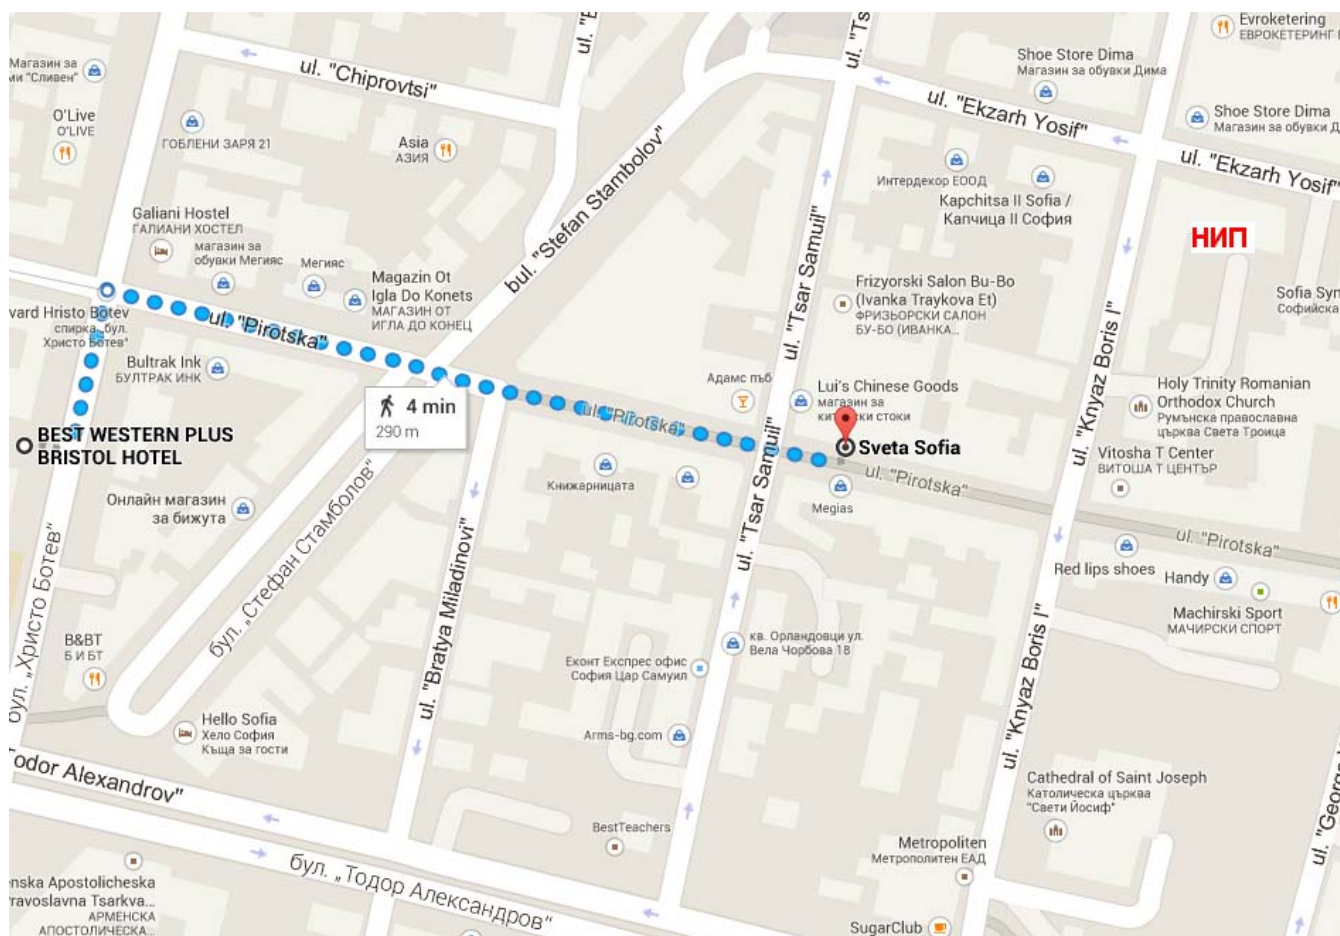 Evroketering
ЕВРОКЕТЕРИНГ
ul. "Chiprovtsi"
Магазин за
ми "Сливен"
Shoe Store Dima
Магазин за обувки Дима
ul. "Ekzarh Yosif"
Shoe Store Dima
Магазин за обувки Д
O'Live
O'LIVE
ГОБЛЕНИ ЗАРЯ 21
Asia
АЗИЯ
ul. "Ekzarh Yosif"
Интердекор ЕООД
Kapchitsa II Sofia /
Капчица II София
bul. "Stefan Stambolov"
ul. "Tsar Samuil"
Galiani Hostel
ГАЛИАНИ ХОСТЕЛ
магазин за
обувки Мегияс
Мегияс
Magazin Ot
Igla Do Konets
МАГАЗИН ОТ
ИГЛА ДО КОНЕЦ
НИП
Frizyorski Salon Bu-Bo
(Ivanka Traykova Et)
ФРИЗЬОРСКИ САЛОН
БУ-БО (ИВАНКА...
Sofia Syn
Софийска
vard Hristo Botev
спирка „бул.
Христо Ботев"
ul. "Pirotska"
ul. "Knyaz Boris I"
Bultrak Ink
БУЛТРАК ИНК
4 min
290 m
Адамс пъб
Lui's Chinese Goods
магазин за
китайски стоки
ul. "Pirotska"
Holy Trinity Romanian
Orthodox Church
Румънска православна
църква Света Троица
BEST WESTERN PLUS
BRISTOL HOTEL
Sveta Sofia
Vitosha T Center
ВИТОША Т ЦЕНТЪР
ul. "Pirotska"
Книжарницата
Megias
Онлайн магазин
за бижута
бул. „Стефан Стамболов"
ul. "Tsar Samuil"
ul. "Pirotska"
Red lips shoes
Handy
Machirski Sport
МАЧИРСКИ СПОРТ
бул. „Христо Ботев"
ul. "Bratya Miladinovi"
B&BT
Б И БТ
кв. Орландовци ул.
Вела Чорбова 18
Еконт Експрес офис
София Цар Самуил
ul. "Knyaz Boris I"
Hello Sofia
Хело София
Къща за гости
Arms-bg.com
odor Alexandrov"
Cathedral of Saint Joseph
Католическа църква
"Свети Йосиф"
BestTeachers
Metropoliten
Метрополитен ЕАД
бул. „Тодор Александров"
enska Apostolicheska
ravoslavna Tsarkva...
АРМЕНСКА
АПОСТОЛИЧЕСКА...
SugarClub